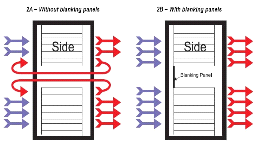 2A – Without blanking panels
2B – With blanking panels
Side
Side
Blanking Panel